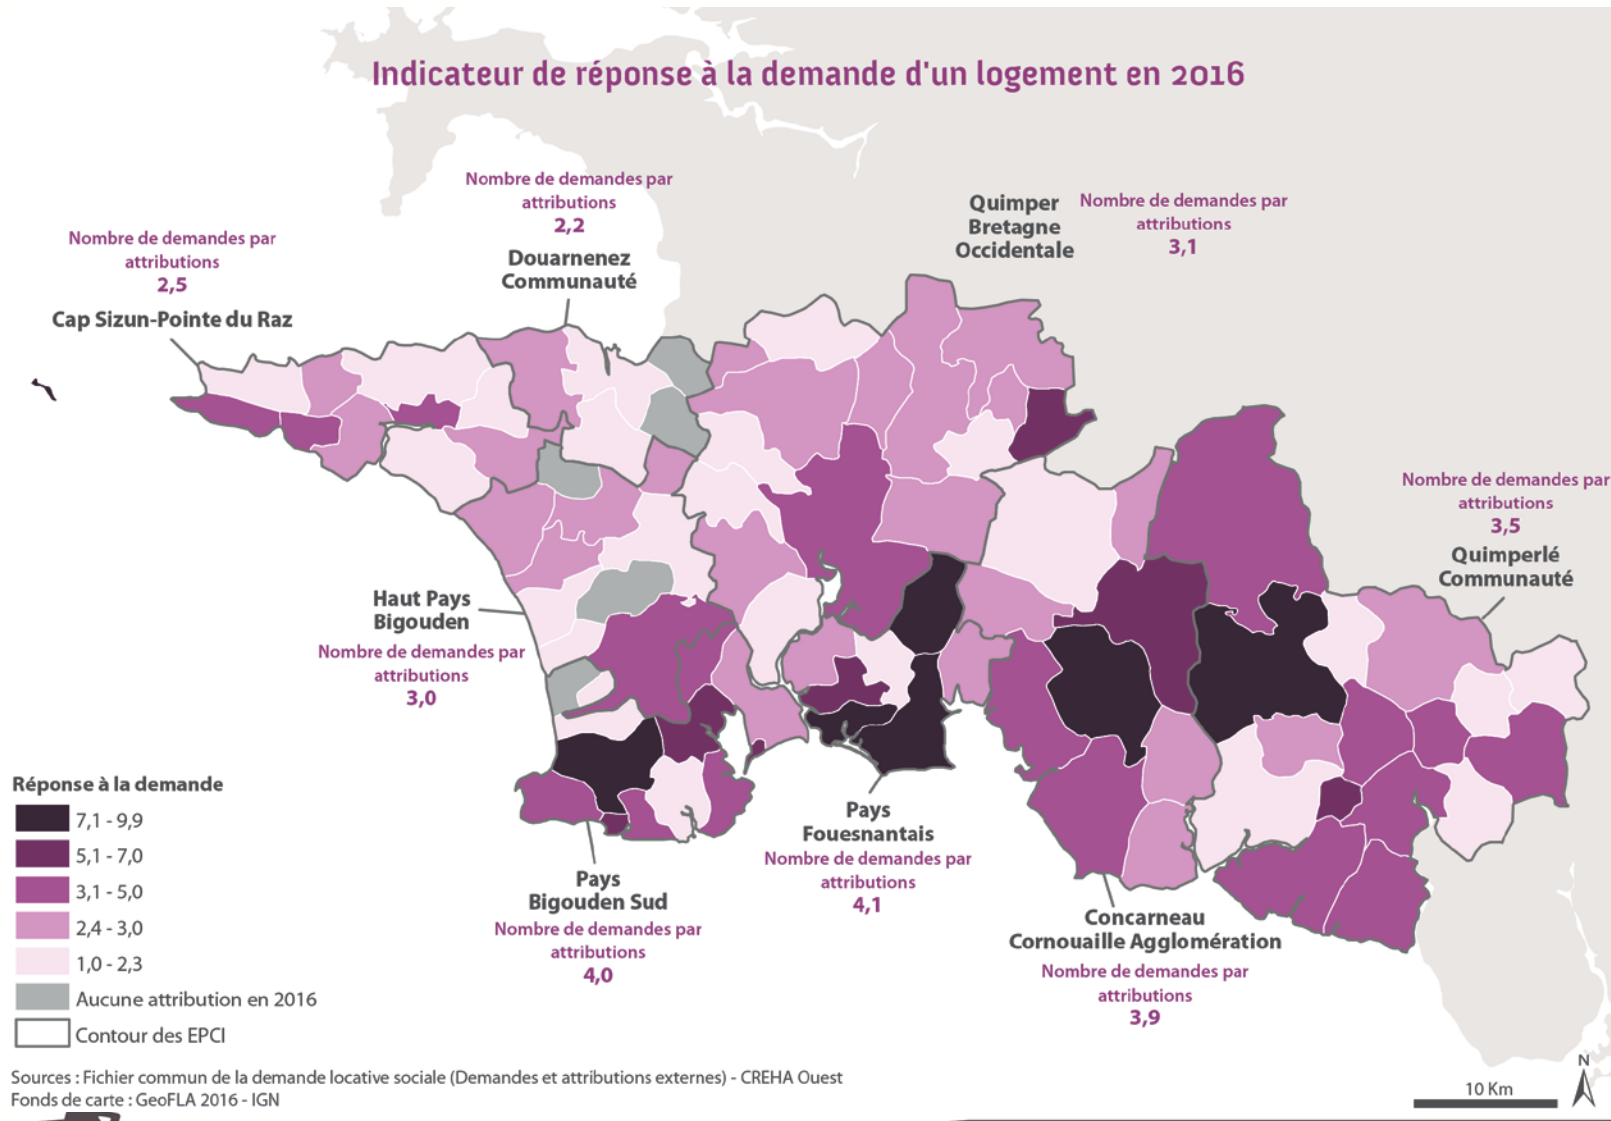 Indicateur de réponse à la demande d'un logement en 2016
Nombre de demandes par
attributions
2,2
Douarnenez
Communauté
Quimper
Bretagne
Occidentale
Nombre de demandes par
attributions
3,1
Nombre de demandes par
attributions
2,5
Cap Sizun-Pointe du Raz
Nombre de demandes par
attributions
3,5
Quimperlé
Communauté
Haut Pays
Bigouden
Nombre de demandes par
attributions
3,0
Pays
Fouesnantais
Nombre de demandes par
attributions
4,1
Pays
Bigouden Sud
Nombre de demandes par
attributions
4,0
Concarneau
Cornouaille Agglomération
Nombre de demandes par
attributions
3,9
Réponse à la demande
7,1 - 9,9
5,1 - 7,0
3,1 - 5,0
2,4 - 3,0
1,0 - 2,3
Aucune attribution en 2016
Contour des EPCI
Sources : Fichier commun de la demande locative sociale (Demandes et attributions externes) - CREHA Ouest
Fonds de carte : GeoFLA 2016 - IGN
10 Km
N